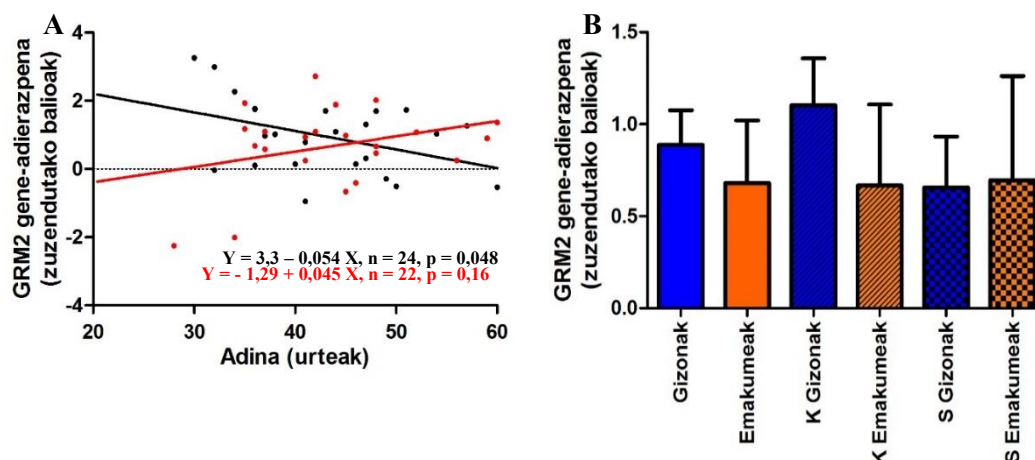 A
GRM2 gene-adierazpena
(zuzendutako balioak)
4
2
0
-2
-4
20
30
40
50
60
Y = 3,3 – 0,054 X, n = 24, p = 0,048
Y = - 1,29 + 0,045 X, n = 22, p = 0,16
Adina (urteak)
B
GRM2 gene-adierazpena
(zuzendutako balioak)
1.5
1.0
0.5
0.0
Gizonak
Emakumeak
K Gizonak
K Emakumeak
S Gizonak
S Emakumeak